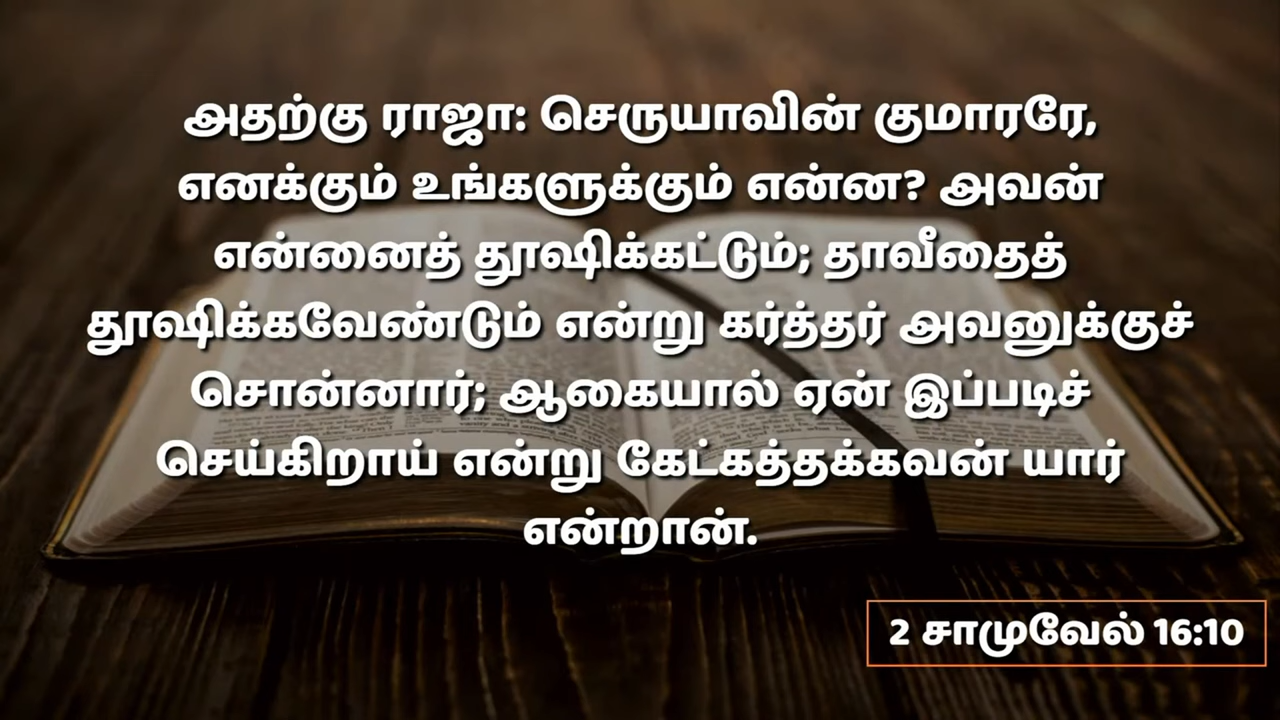 அதற்கு ராஜா: செருயாவின் குமாரரே,
எனக்கும் உங்களுக்கும் என்ன? அவன்
என்னைத் தூஷிக்கட்டும்; தாவீதைத்
தூஷிக்கவேண்டும் என்று கர்த்தர் அவனுக்குச்
சொன்னார்; ஆகையால் ஏன் இப்படிச்
செய்கிறாய் என்று கேட்கத்தக்கவன் யார்
என்றான்.
2 சாமுவேல் 16:10